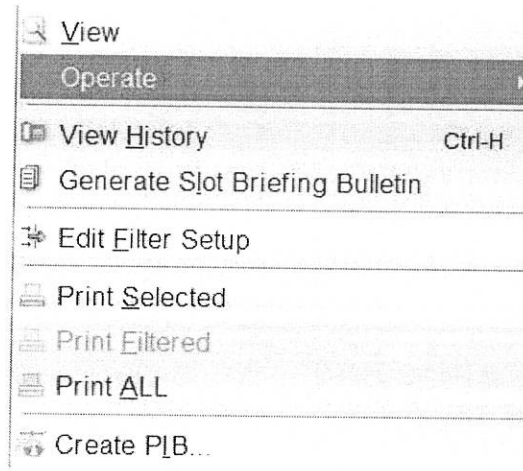 View
Operate
View History Ctrl-H
Generate Slot Briefing Bulletin
Edit Filter Setup
Print Selected
Print Filtered
Print ALL
Create PIB...